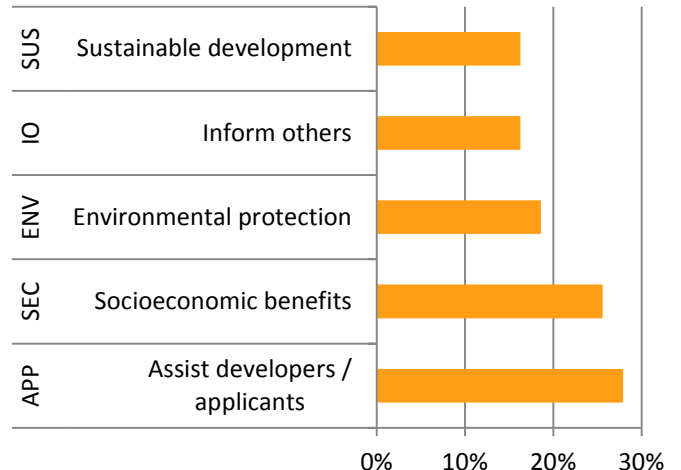 SUS Sustainable development
IO Inform others
ENV Environmental protection
SEC Socioeconomic benefits
APP Assist developers /
applicants
0% 10% 20% 30%